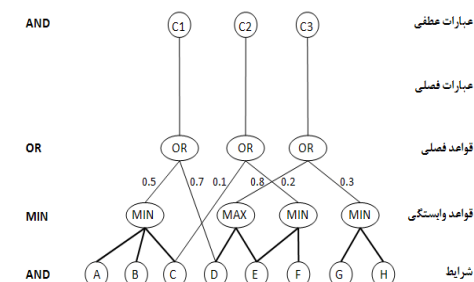 AND C1 C2 C3 عبارات عطفی
عبارات فصلی
OR OR OR OR قواعد فصلی
0.5 0.7 0.1 0.8 0.2 0.3
MIN MIN MAX MIN MIN قواعد وابستگی
AND A B C D E F G H شرایط